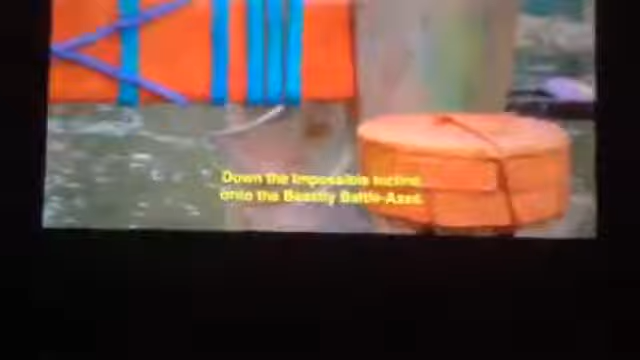 Down the Impossible Incline
onto the Beastly Battle-Axes.